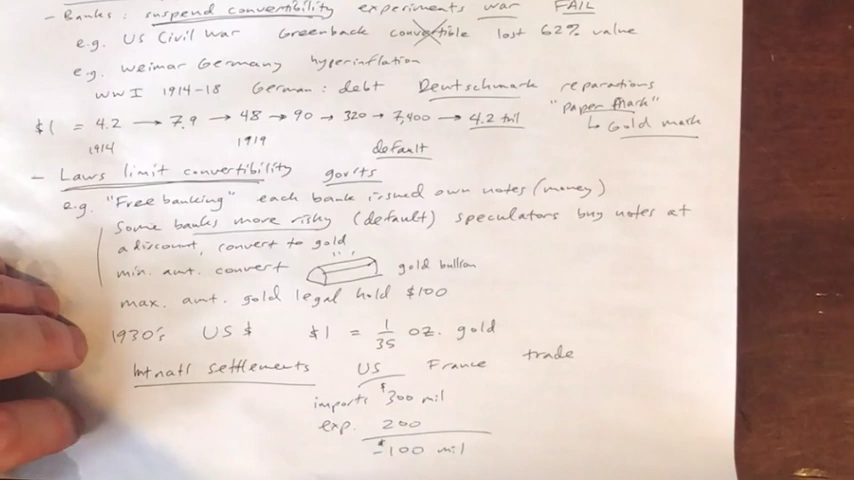 - Banks: suspend convertibility experiments war FAIL
e.g. US Civil War Greenback convertible lost 62% value
e.g. Weimar Germany hyperinflation
WWI 1914-18 German: debt Deutschmark reparations
"paper Mark"
$1 = 4.2 → 7.9 → 48 → 90 → 320 → 7,400 → 4.2 tril ↳ Gold mark
1914 1919 default
- Laws limit convertibility gov'ts
e.g. "Free banking" each bank issued own notes (money)
Some banks more risky (default) speculators buy notes at
a discount, convert to gold
min. amt. convert gold bullion
max. amt. gold legal hold $100
1930's US $ $1 = 1/35 oz. gold
Int'natl settlements US France trade
imports $300 mil
exp. 200
-$100 mil